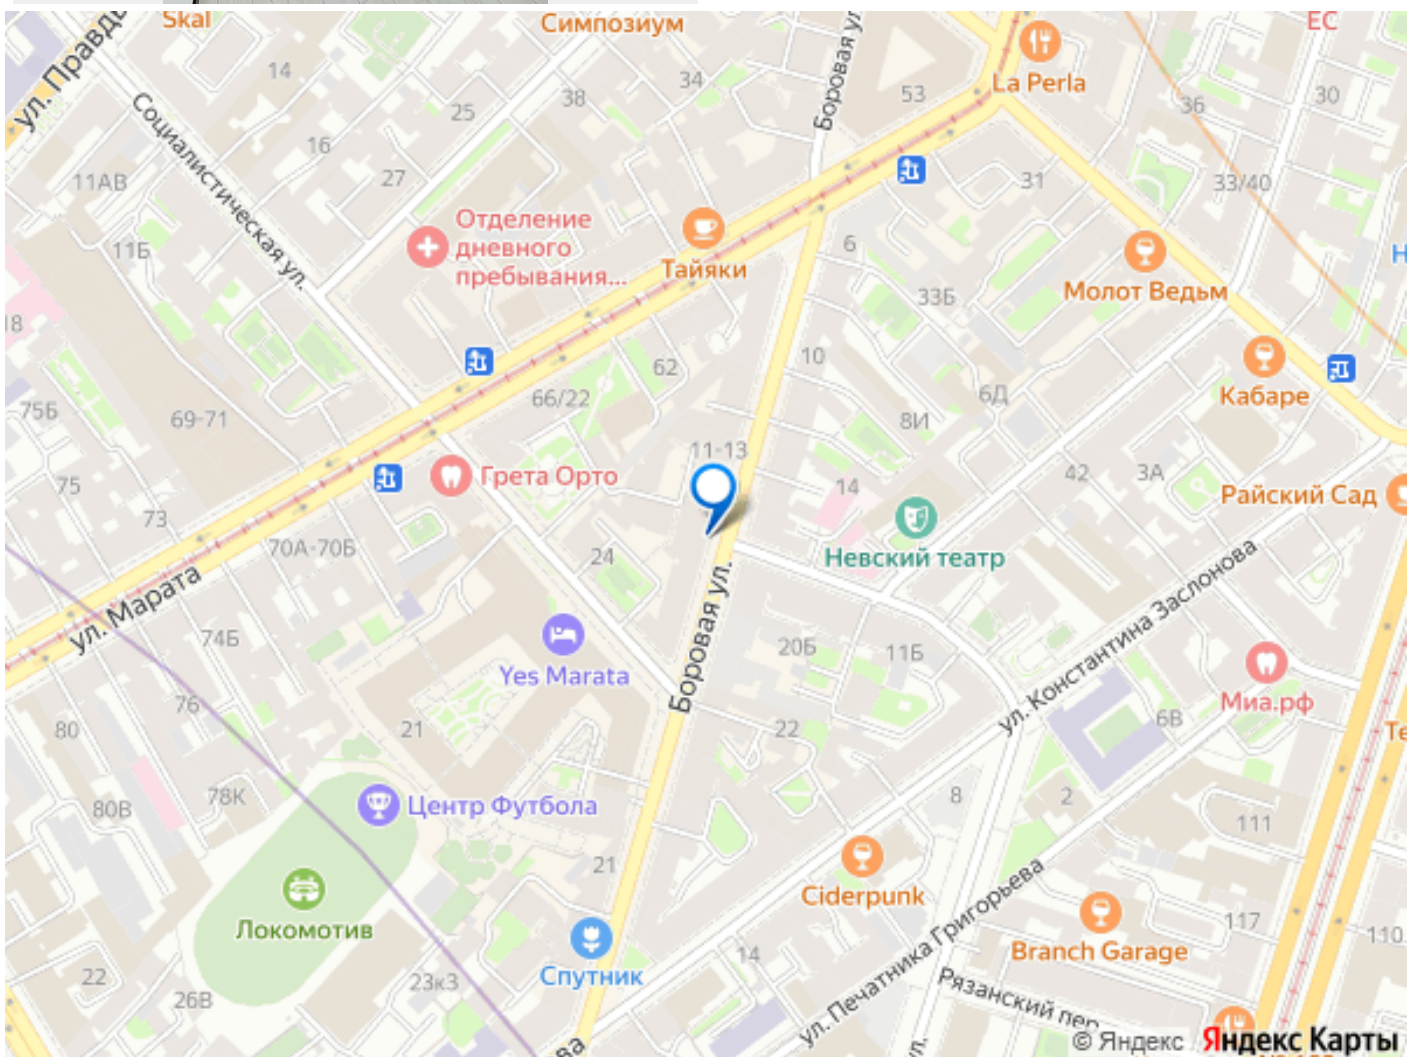 Skal
Симпозиум
ЕС
ул. Правды
La Perla
14
34
38
53
30
36
25
Боровая ул.
Социалистическая ул.
16
27
11АВ
31
33/40
Отделение
дневного
пребывания...
11Б
6
Тайяки
Молот Ведьм
Н
33Б
18
10
62
66/22
6Д
Кабаре
75Б
69-71
8И
11-13
Грета Орто
42
3А
75
14
Райский Сад
73
70А-70Б
24
Невский театр
ул. Марата
Боровая ул.
ул. Константина Заслонова
74Б
20Б
11Б
Yes Marata
Миа.рф
76
80
21
22
6В
Те
78К
80В
Центр Футбола
8
2
111
21
Ciderpunk
Локомотив
117
110
Branch Garage
14
22
Спутник
23к3
26В
ул. Печатника Григорьева
Рязанский пер.
ва
ул.
© Яндекс Яндекс Карты